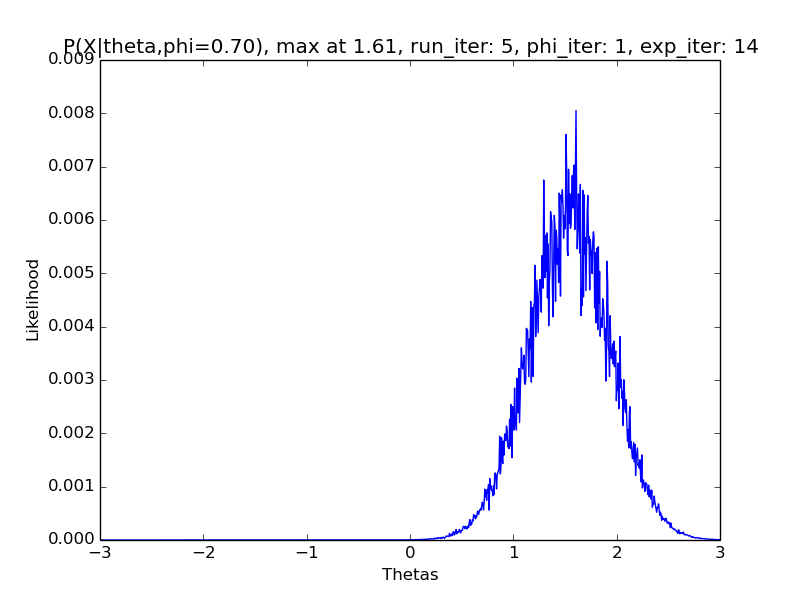 P(X|theta,phi=0.70), max at 1.61, run_iter: 5, phi_iter: 1, exp_iter: 14
0.009
0.008
0.007
0.006
0.005
0.004
0.003
0.002
0.001
0.000
Likelihood
−3 −2 −1 0 1 2 3
Thetas